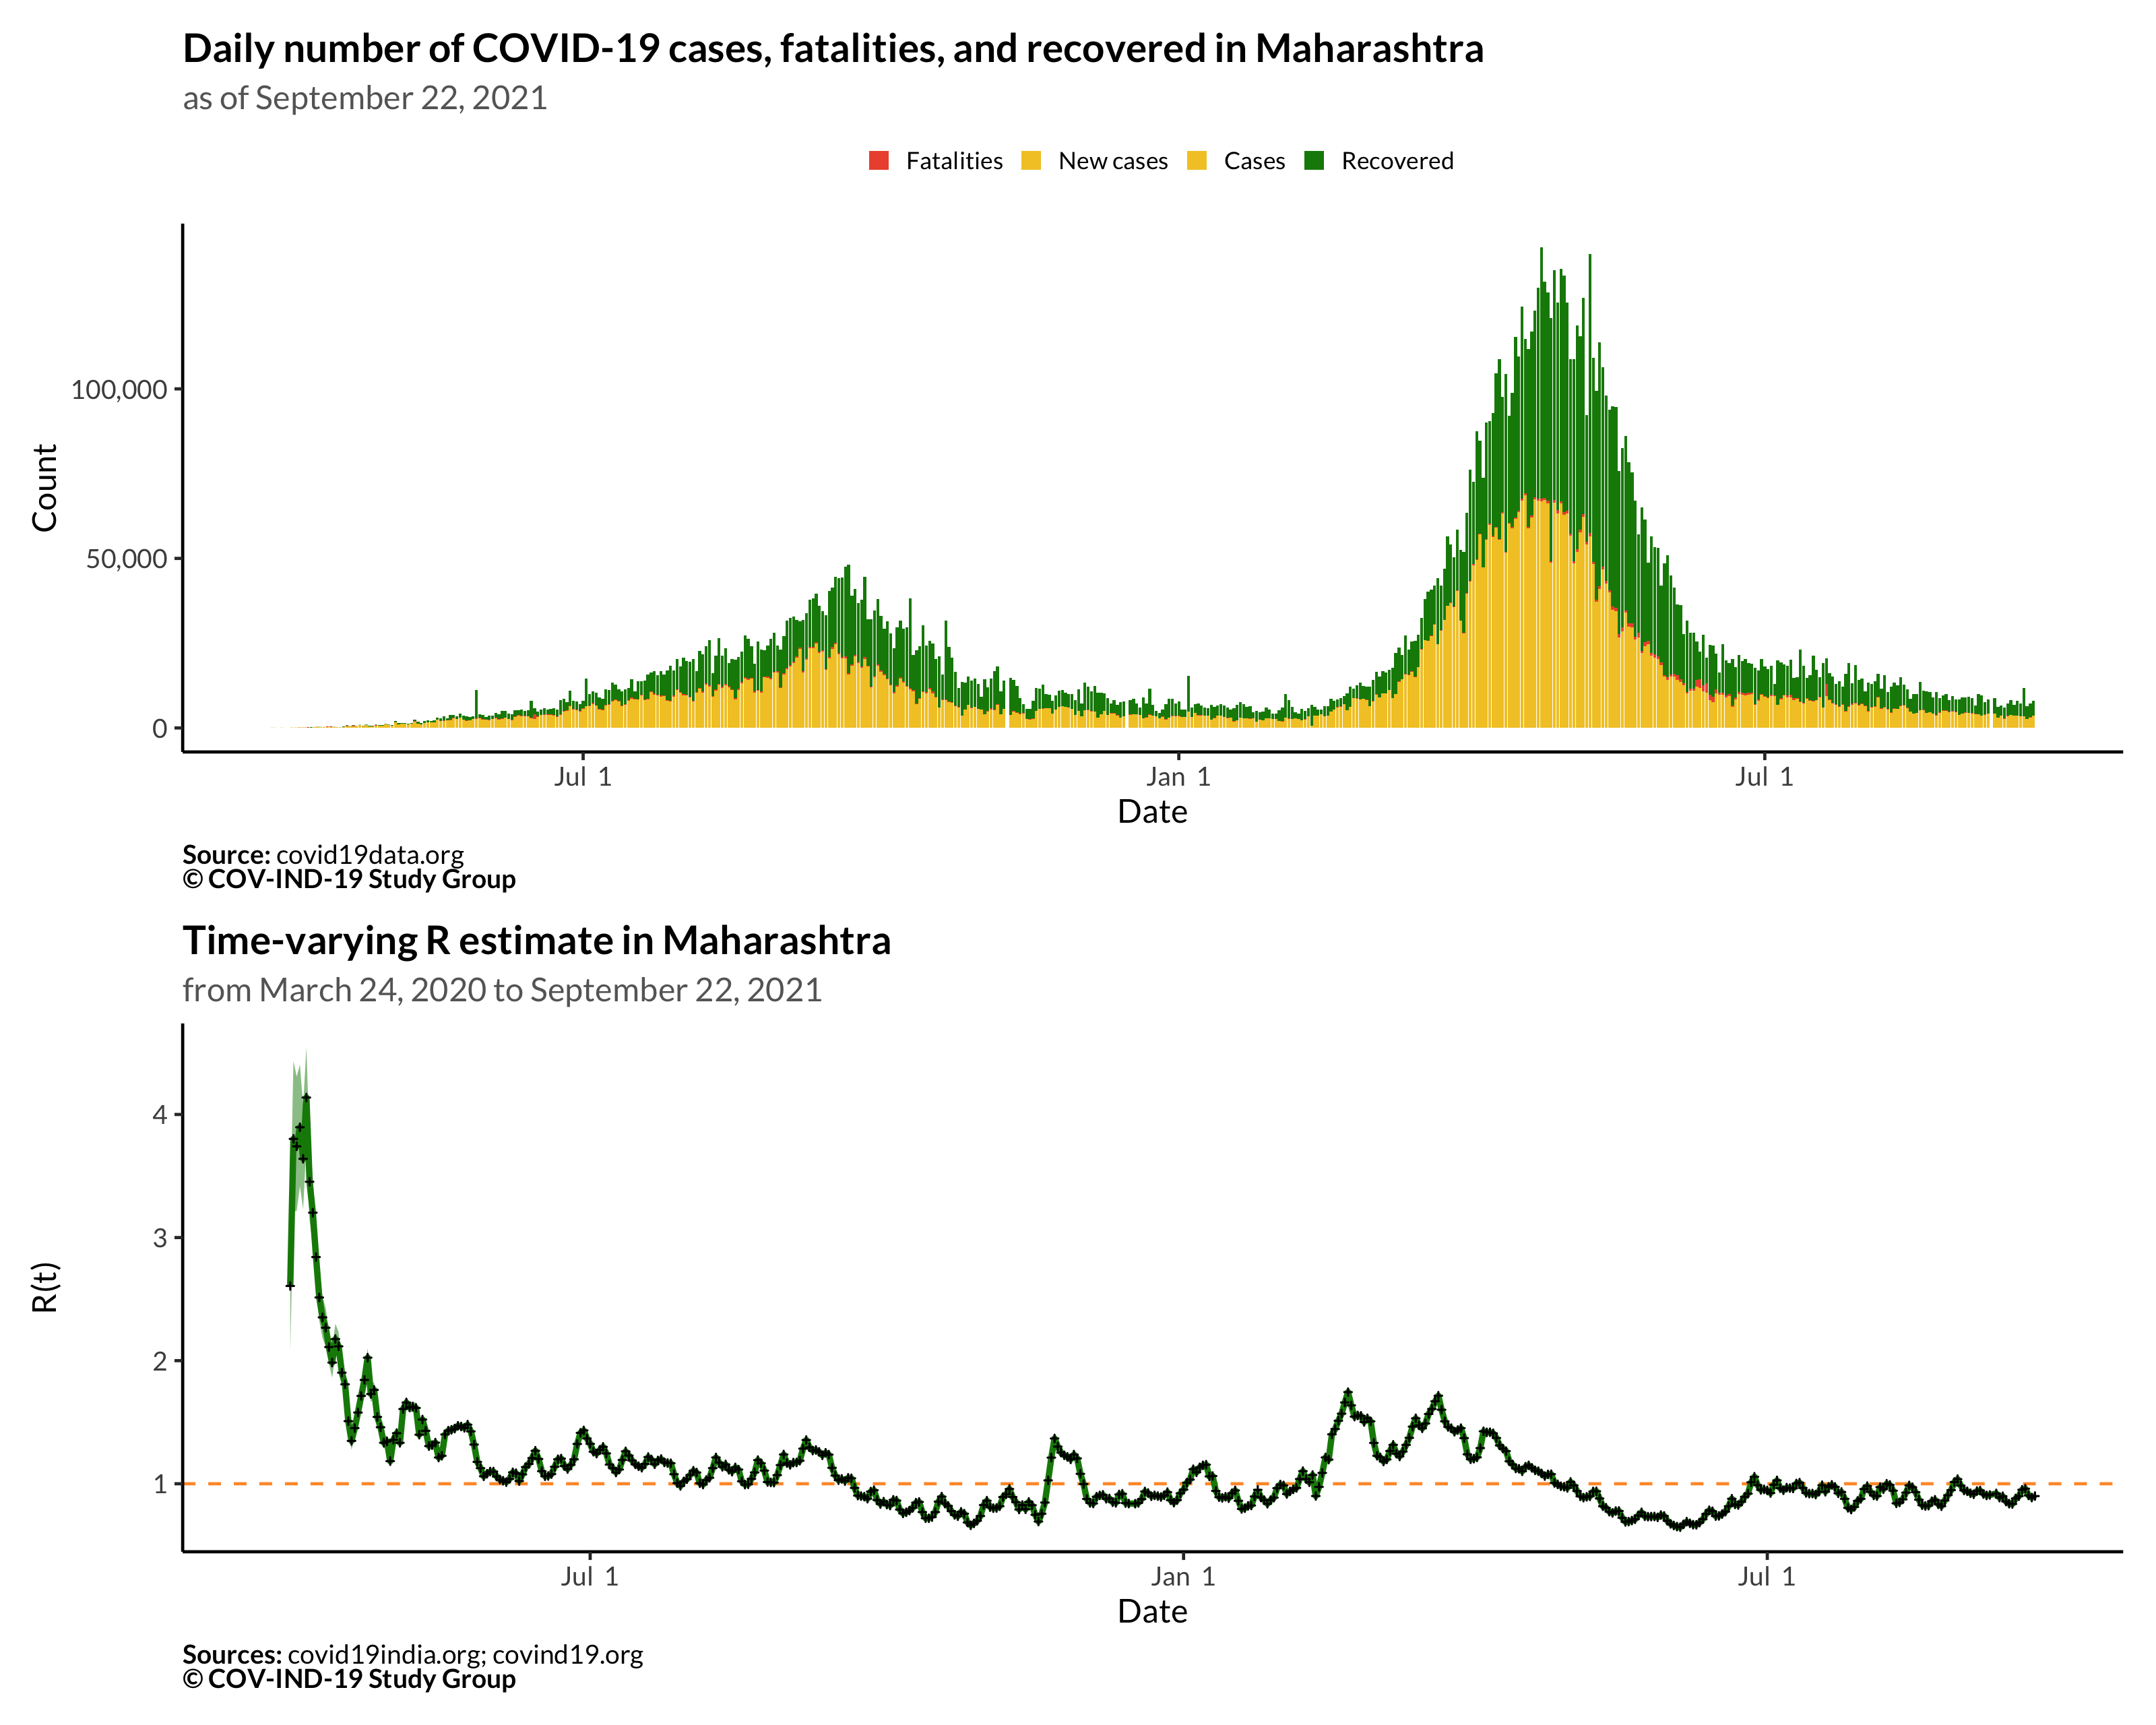 Daily number of COVID-19 cases, fatalities, and recovered in Maharashtra
as of September 22, 2021
Fatalities New cases Cases Recovered
Count
100,000
50,000
0
Jul 1 Jan 1 Jul 1
Date
Source: covid19data.org
© COV-IND-19 Study Group
Time-varying R estimate in Maharashtra
from March 24, 2020 to September 22, 2021
R(t)
4
3
2
1
Jul 1 Jan 1 Jul 1
Date
Sources: covid19india.org; covind19.org
© COV-IND-19 Study Group